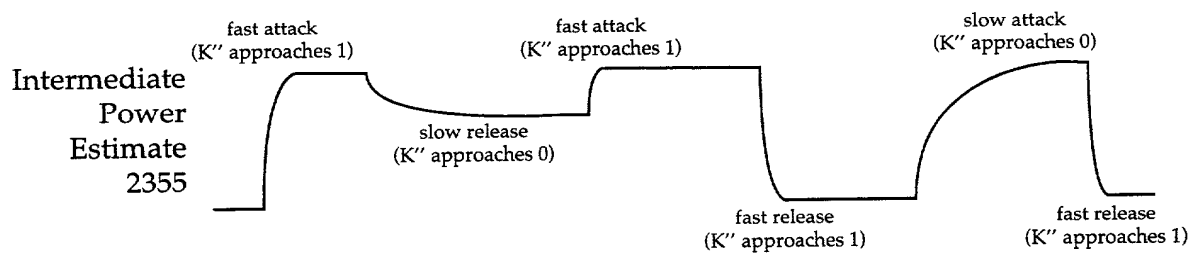 fast attack
(K″ approaches 1)
fast attack
(K″ approaches 1)
slow attack
(K″ approaches 0)
Intermediate
Power
Estimate
2355
slow release
(K″ approaches 0)
fast release
(K″ approaches 1)
fast release
(K″ approaches 1)